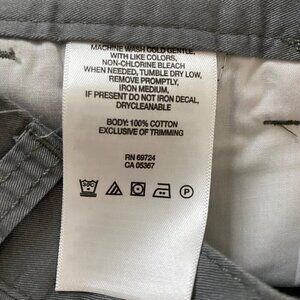 MACHINE WASH COLD GENTLE,
WITH LIKE COLORS,
NON-CHLORINE BLEACH
WHEN NEEDED, TUMBLE DRY LOW,
REMOVE PROMPTLY,
IRON MEDIUM,
IF PRESENT DO NOT IRON DECAL,
DRYCLEANABLE
BODY: 100% COTTON
EXCLUSIVE OF TRIMMING
RN 69724
CA 05367
30C P